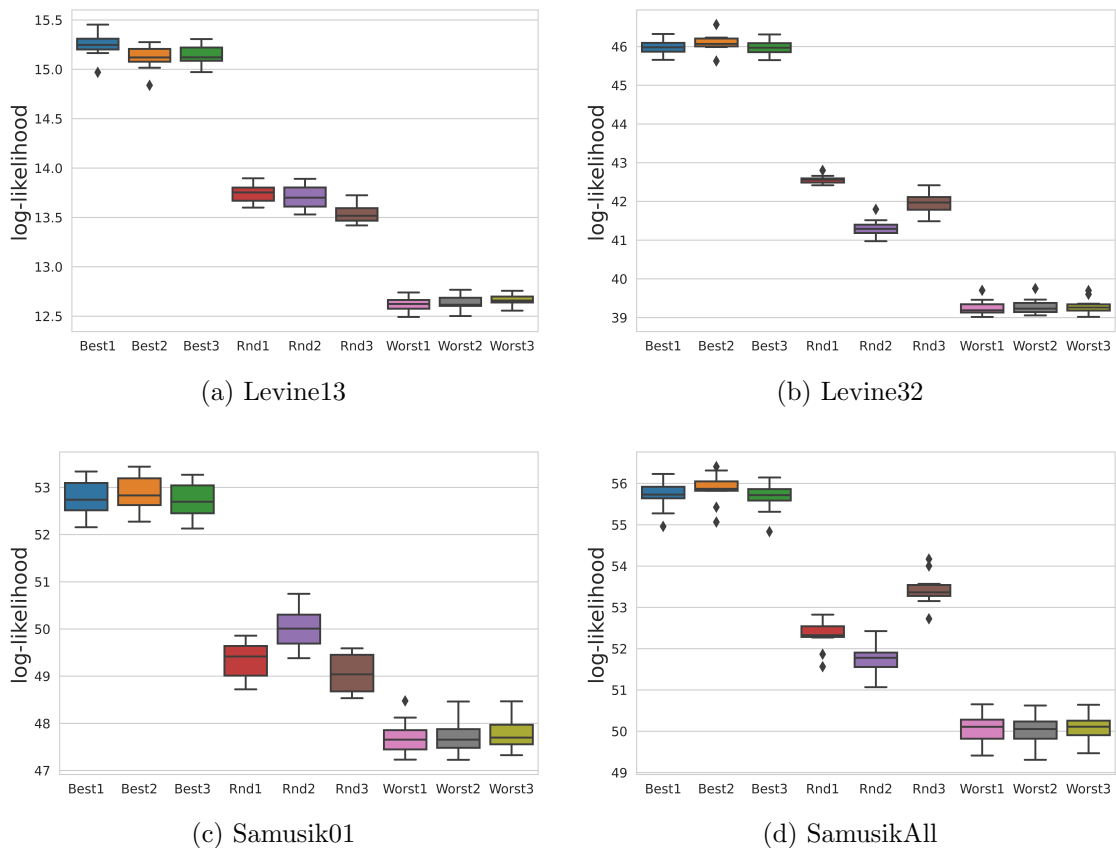 log-likelihood
15.5
15.0
14.5
14.0
13.5
13.0
12.5
Best1 Best2 Best3 Rnd1 Rnd2 Rnd3 Worst1 Worst2 Worst3
(a) Levine13
log-likelihood
46
45
44
43
42
41
40
39
Best1 Best2 Best3 Rnd1 Rnd2 Rnd3 Worst1 Worst2 Worst3
(b) Levine32
log-likelihood
53
52
51
50
49
48
47
Best1 Best2 Best3 Rnd1 Rnd2 Rnd3 Worst1 Worst2 Worst3
(c) Samusik01
log-likelihood
56
55
54
53
52
51
50
49
Best1 Best2 Best3 Rnd1 Rnd2 Rnd3 Worst1 Worst2 Worst3
(d) SamusikAll